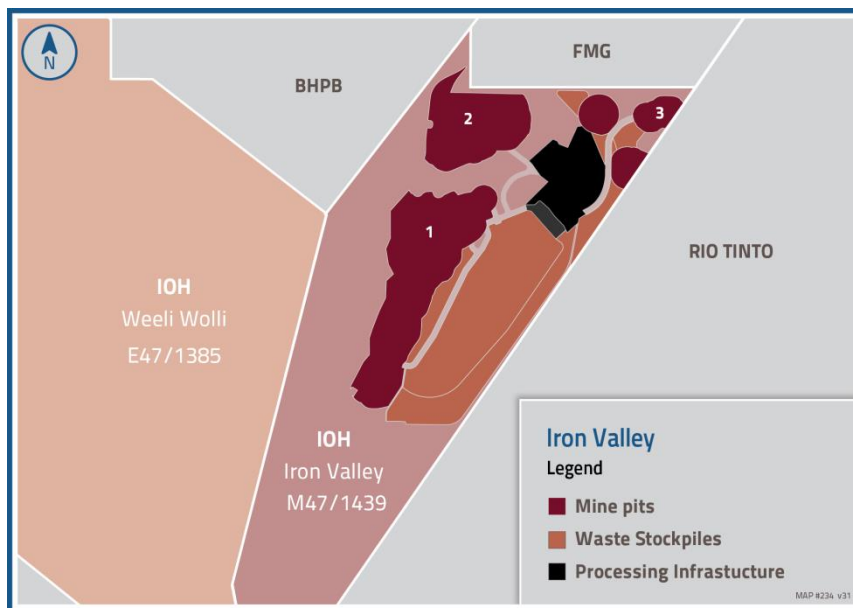 N
BHPB
FMG
2
3
1
RIO TINTO
IOH
Weeli Wolli
E47/1385
IOH
Iron Valley
M47/1439
Iron Valley
Legend
Mine pits
Waste Stockpiles
Processing Infrastucture
MAP #234 v31